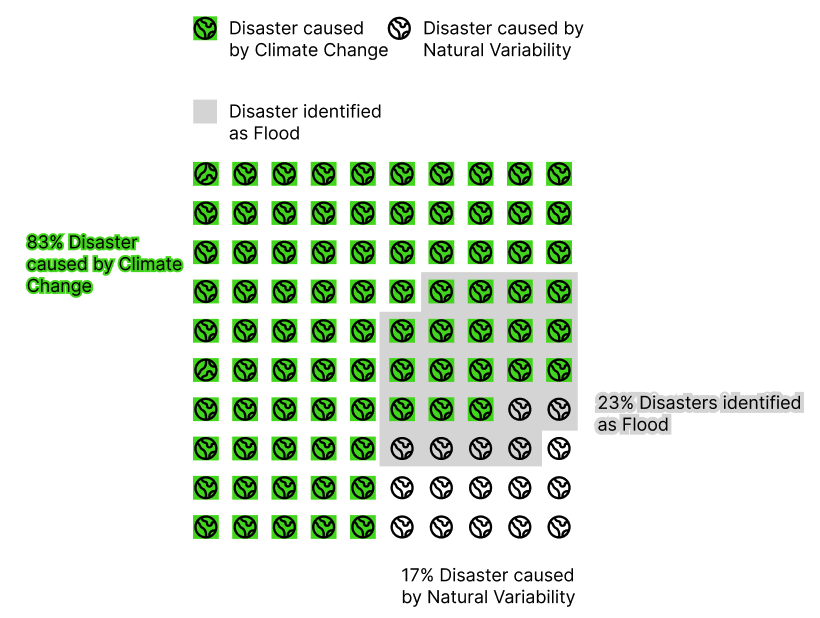 Disaster caused
by Climate Change
Disaster caused by
Natural Variability
Disaster identified
as Flood
83% Disaster
caused by Climate
Change
23% Disasters identified
as Flood
17% Disaster caused
by Natural Variability